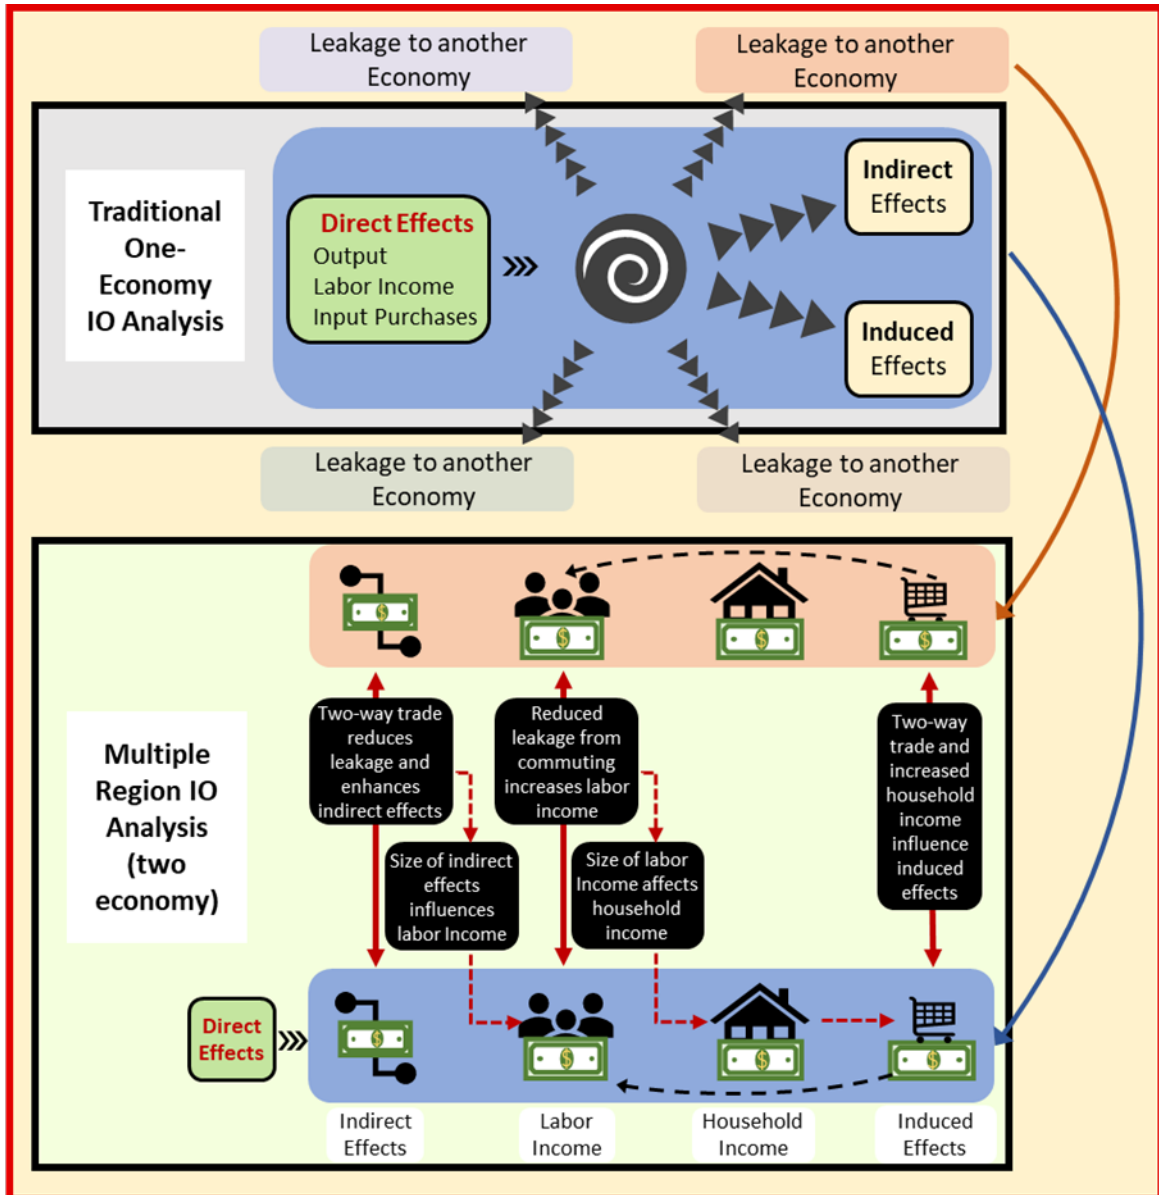 Leakage to another
Economy
Leakage to another
Economy
Traditional
One-
Economy
IO Analysis
Direct Effects
Output
Labor Income
Input Purchases
Indirect
Effects
Induced
Effects
Leakage to another
Economy
Leakage to another
Economy
Multiple
Region IO
Analysis
(two
economy)
$
$
$
$
Two-way trade
reduces
leakage and
enhances
indirect effects
Reduced
leakage from
commuting
increases labor
income
Two-way
trade and
increased
household
income
influence
induced
effects
Size of indirect
effects
influences
labor Income
Size of labor
Income affects
household
income
Direct
Effects
$
$
$
$
Indirect
Effects
Labor
Income
Household
Income
Induced
Effects